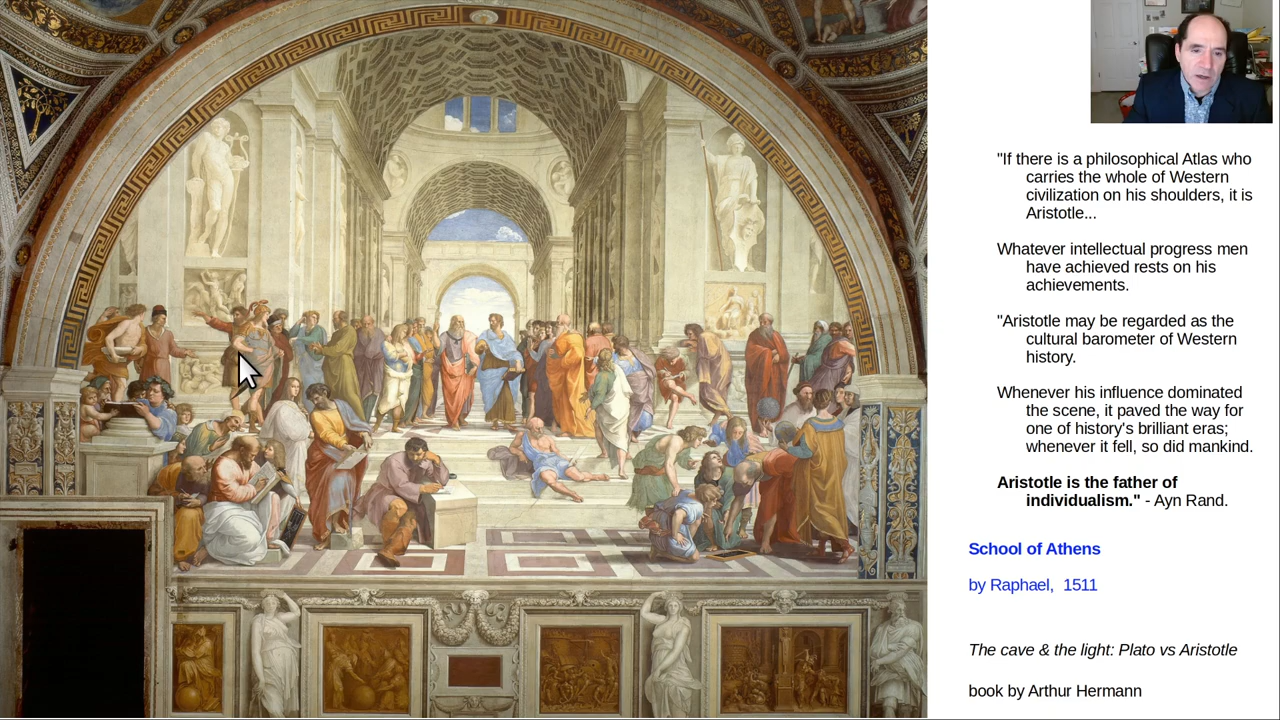 "If there is a philosophical Atlas who
carries the whole of Western
civilization on his shoulders, it is
Aristotle...
Whatever intellectual progress men
have achieved rests on his
achievements.
"Aristotle may be regarded as the
cultural barometer of Western
history.
Whenever his influence dominated
the scene, it paved the way for
one of history's brilliant eras;
whenever it fell, so did mankind.
Aristotle is the father of
individualism." - Ayn Rand.
School of Athens
by Raphael,  1511
The cave & the light: Plato vs Aristotle
book by Arthur Hermann